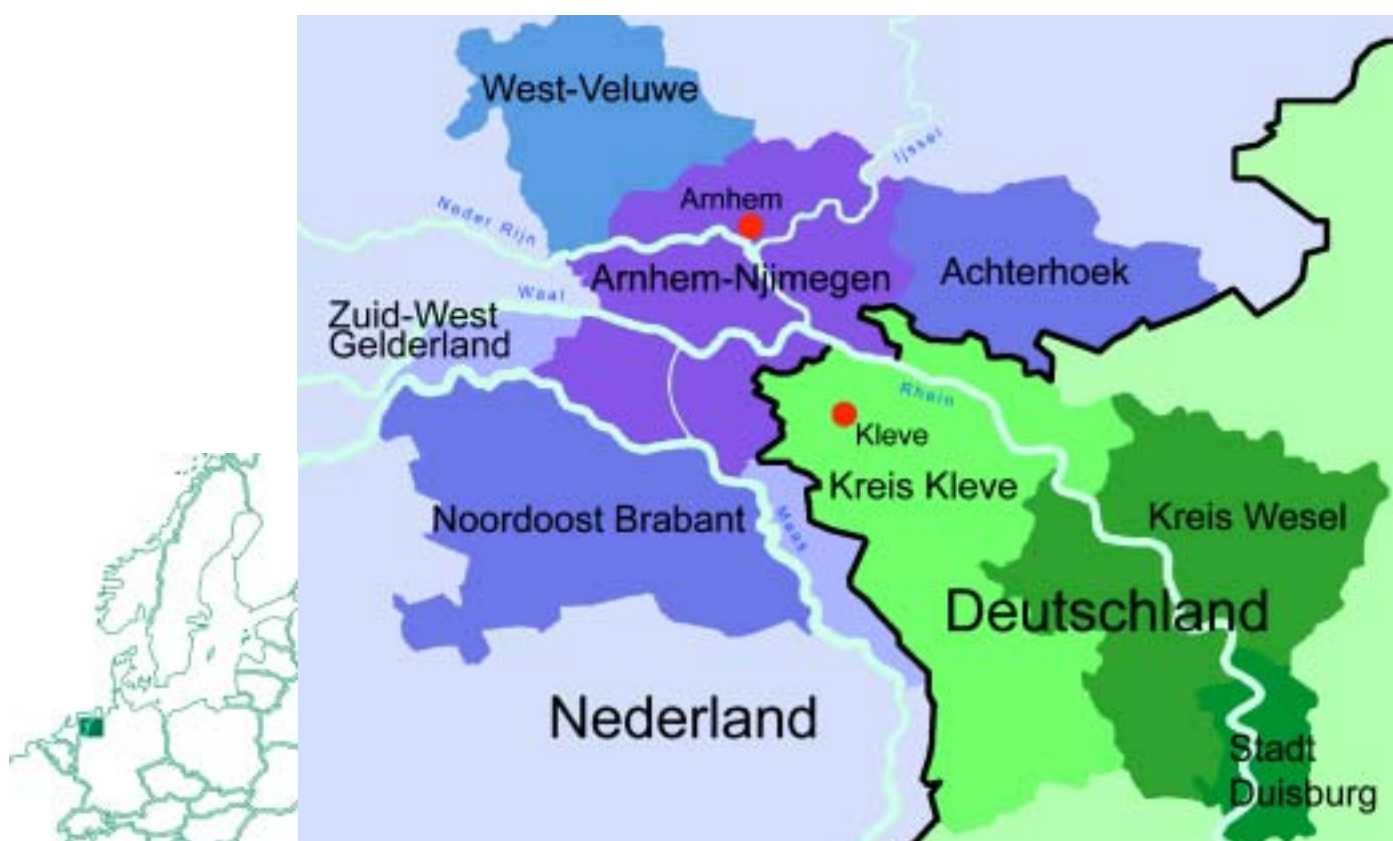 West-Veluwe
Ijssel
Arnhem
Neder Rijn
Arnhem-Njimegen
Achterhoek
Waal
Zuid-West
Gelderland
Rhein
Kleve
Kreis Kleve
Noordoost Brabant
Maas
Kreis Wesel
Deutschland
Nederland
Stadt
Duisburg